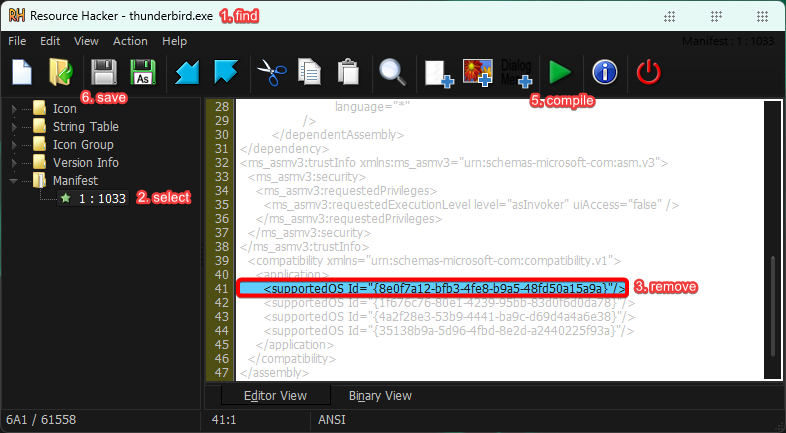 Resource Hacker - thunderbird.exe 1. find
File Edit View Action Help Manifest : 1 : 1033
As
Dialog
Menu
6. save
5. compile
Icon
String Table
Icon Group
Version Info
Manifest
1 : 1033
2. select
28 language="*"
29 />
30 </dependentAssembly>
31 </dependency>
32 <ms_asmv3:trustInfo xmlns:ms_asmv3="urn:schemas-microsoft-com:asm.v3">
33 <ms_asmv3:security>
34 <ms_asmv3:requestedPrivileges>
35 <ms_asmv3:requestedExecutionLevel level="asInvoker" uiAccess="false" />
36 </ms_asmv3:requestedPrivileges>
37 </ms_asmv3:security>
38 </ms_asmv3:trustInfo>
39 <compatibility xmlns="urn:schemas-microsoft-com:compatibility.v1">
40 <application>
41 <supportedOS Id="{8e0f7a12-bfb3-4fe8-b9a5-48fd50a15a9a}"/> 3. remove
42 <supportedOS Id="{1f676c76-80e1-4239-95bb-83d0f6d0da78}"/>
43 <supportedOS Id="{4a2f28e3-53b9-4441-ba9c-d69d4a4a6e38}"/>
44 <supportedOS Id="{35138b9a-5d96-4fbd-8e2d-a2440225f93a}"/>
45 </application>
46 </compatibility>
47 </assembly>
Editor View Binary View
6A1 / 61558 41:1 ANSI